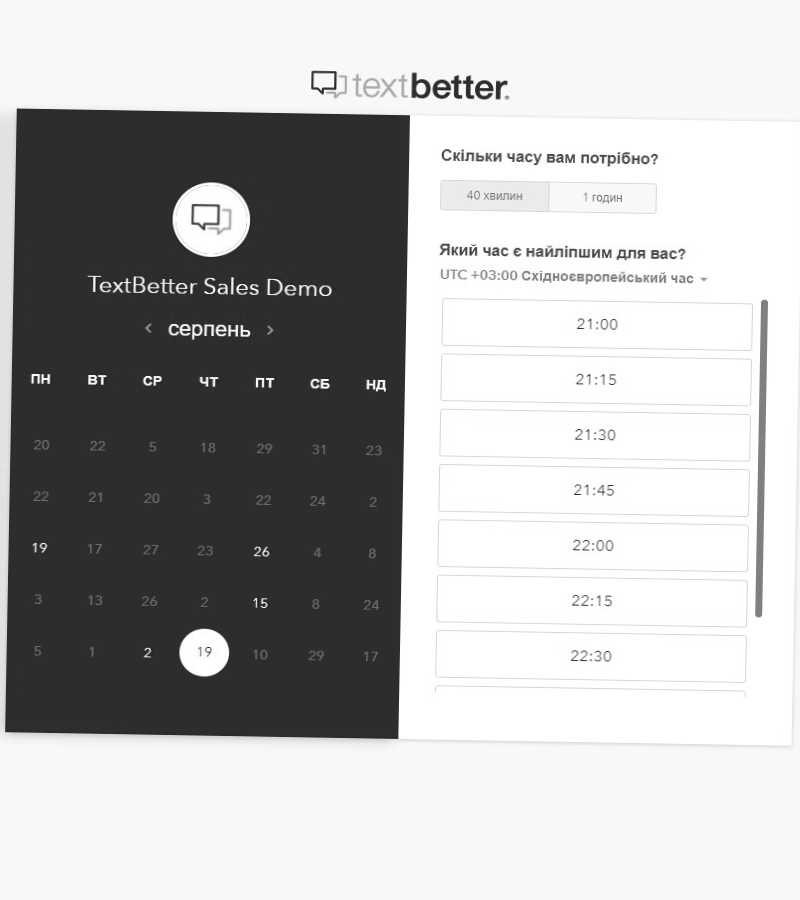 textbetter.
TextBetter Sales Demo
серпень
ПН ВТ СР ЧТ ПТ СБ НД
20 22 5 18 29 31 23
22 21 20 3 22 24 2
19 17 27 23 26 4 8
3 13 26 2 15 8 24
5 1 2 19 10 29 17
Скільки часу вам потрібно?
40 хвилин 1 годин
Який час є найліпшим для вас?
UTC +03:00 Східноєвропейський час
21:00
21:15
21:30
21:45
22:00
22:15
22:30